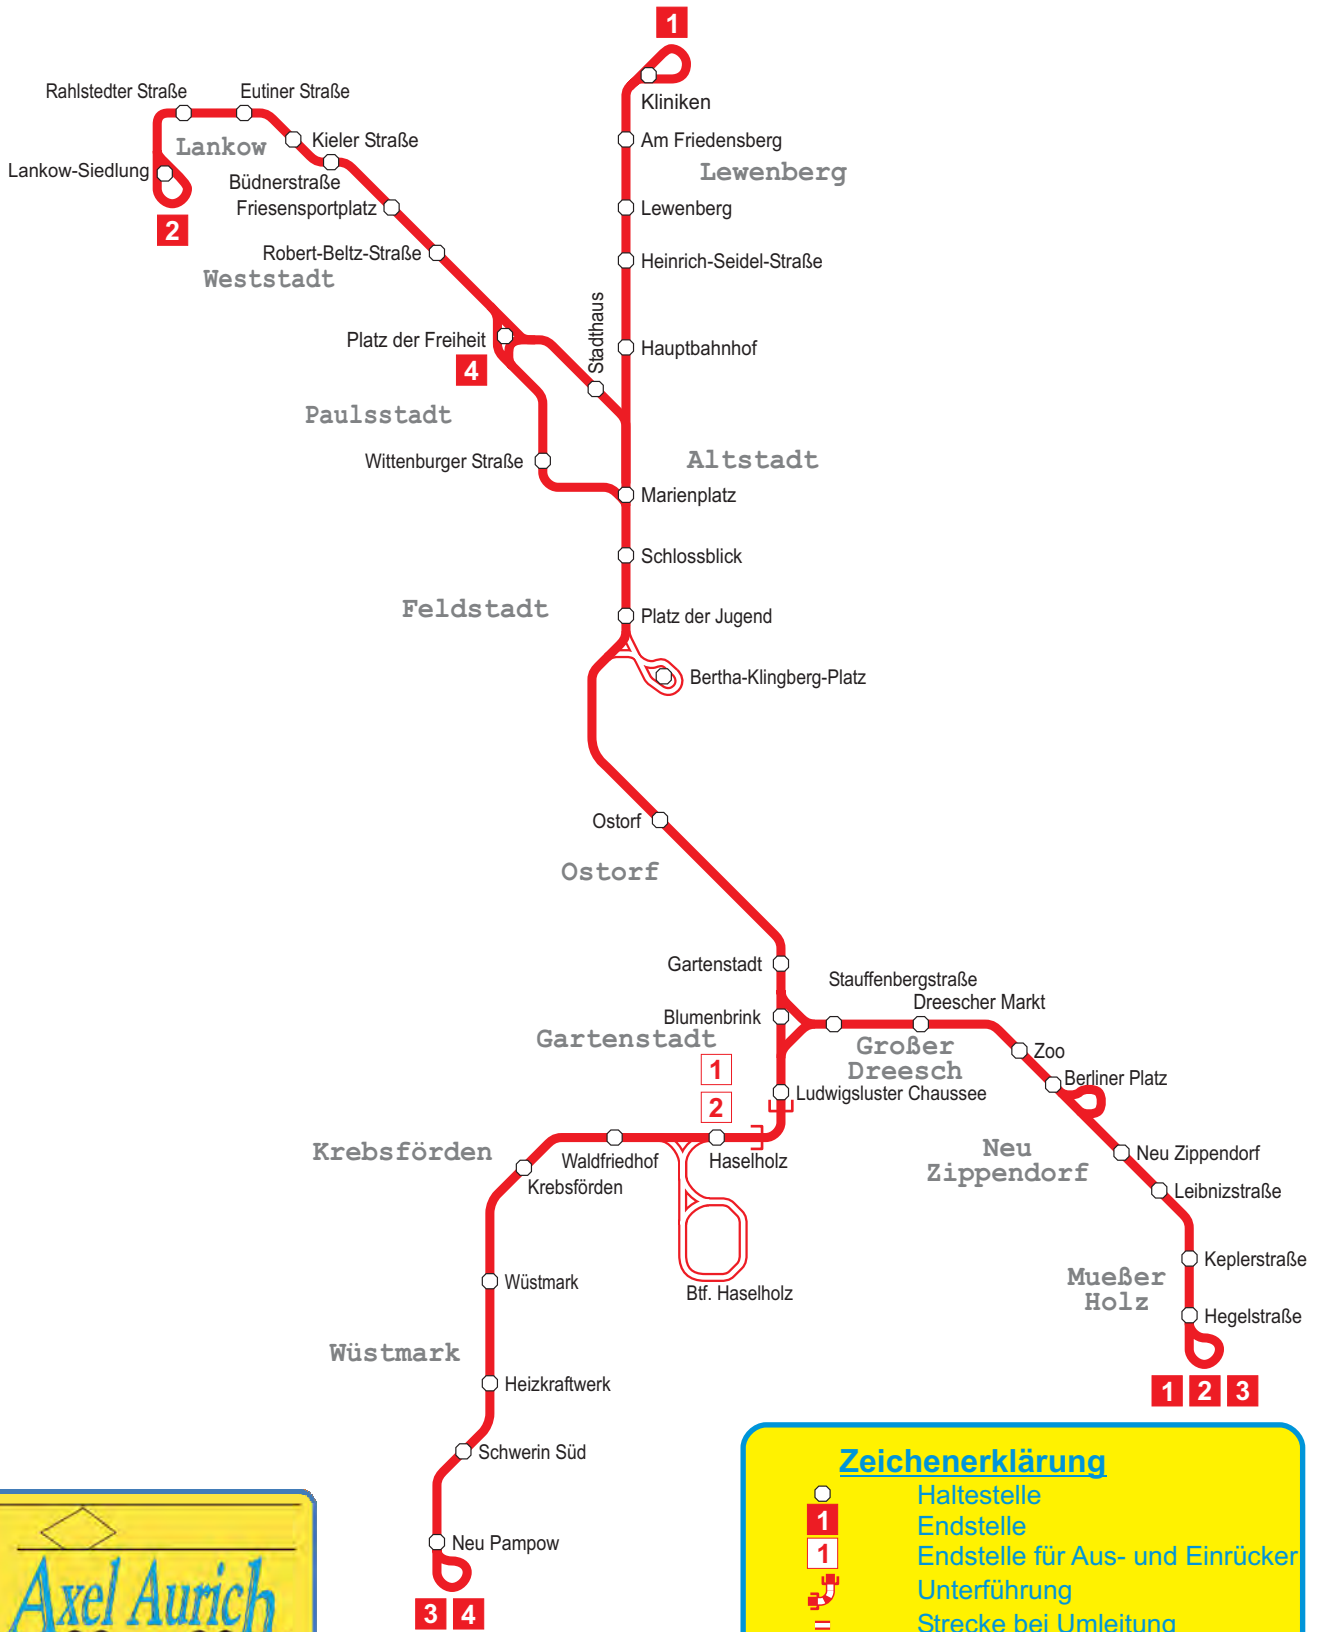 1
Kliniken
Rahlstedter Straße
Eutiner Straße
Am Friedensberg
Lankow
Kieler Straße
Lewenberg
Lankow-Siedlung
Büdnerstraße
Friesensportplatz
Lewenberg
2
Robert-Beltz-Straße
Heinrich-Seidel-Straße
Weststadt
Stadthaus
Platz der Freiheit
Hauptbahnhof
4
Paulsstadt
Wittenburger Straße
Altstadt
Marienplatz
Schlossblick
Feldstadt
Platz der Jugend
Bertha-Klingberg-Platz
Ostorf
Ostorf
Gartenstadt
Stauffenbergstraße
Dreescher Markt
Blumenbrink
Gartenstadt
Großer
Dreesch
Zoo
1
Berliner Platz
Ludwigsluster Chaussee
2
Krebsförden
Waldfriedhof
Haselholz
Neu
Zippendorf
Neu Zippendorf
Krebsförden
Leibnizstraße
Keplerstraße
Wüstmark
Btf. Haselholz
Mueßer
Holz
Hegelstraße
Wüstmark
Heizkraftwerk
1 2 3
Schwerin Süd
Neu Pampow
3 4
Zeichenerklärung
Haltestelle
1 Endstelle
1 Endstelle für Aus- und Einrücker
Unterführung
Strecke bei Umleitung
Axel Aurich